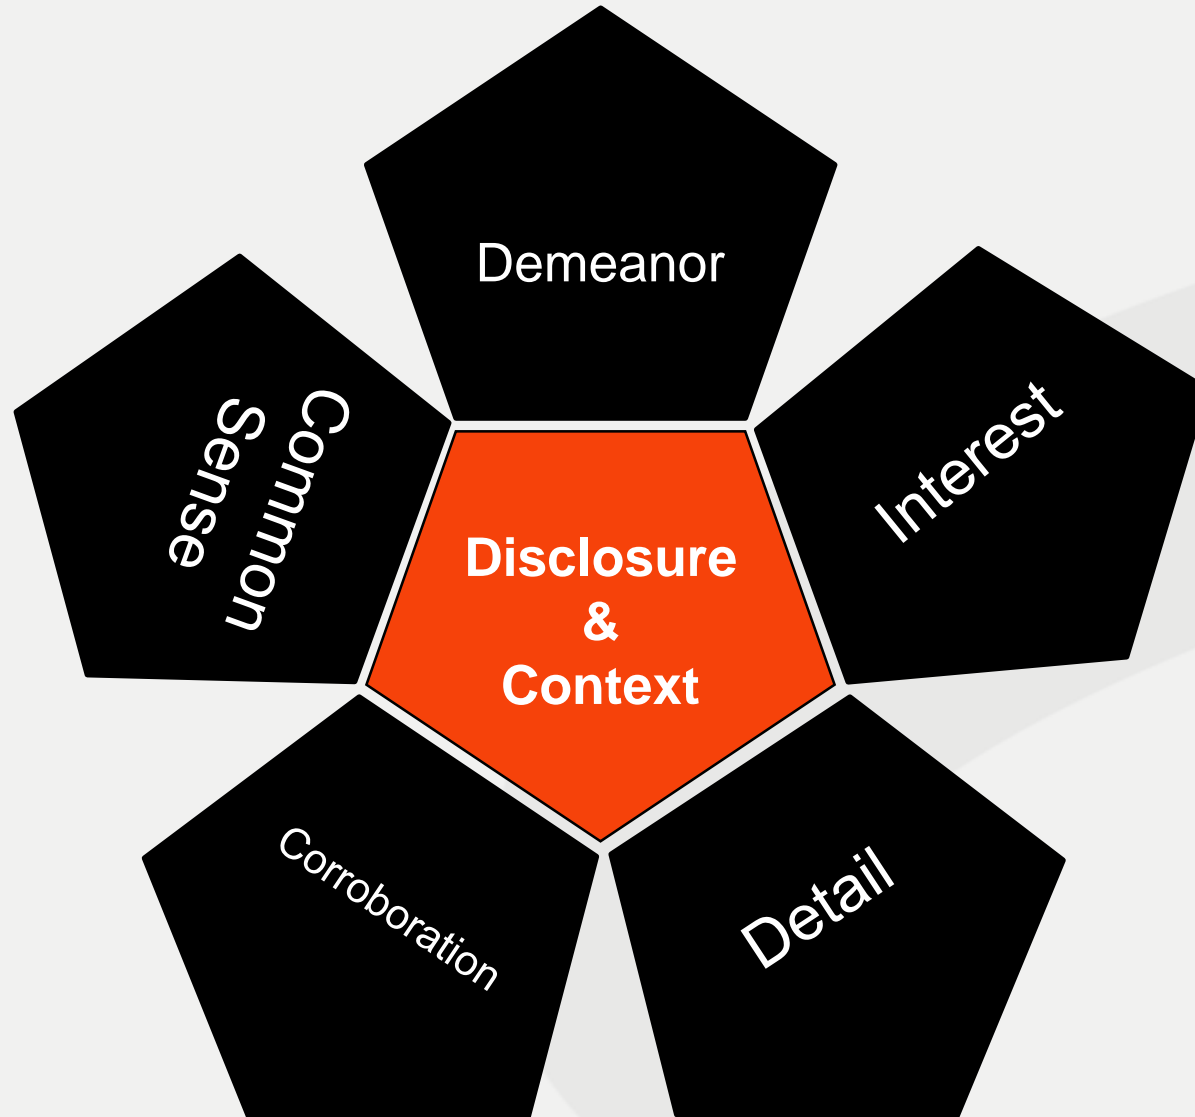 Demeanor
Interest
Common
Sense
Disclosure
&
Context
Corroboration
Detail